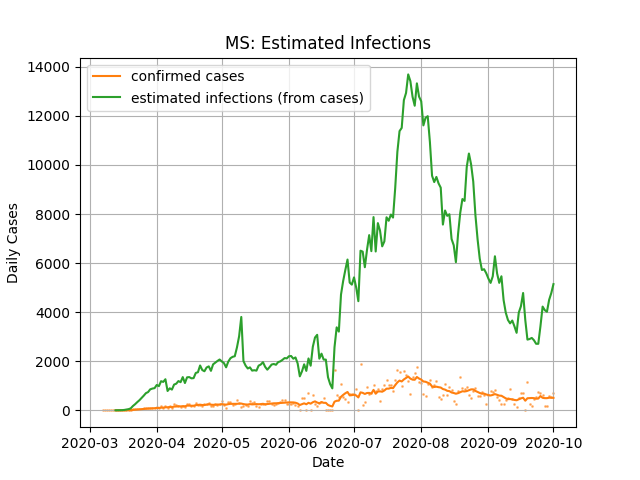 MS: Estimated Infections
confirmed cases
estimated infections (from cases)
Daily Cases
14000
12000
10000
8000
6000
4000
2000
0
2020-03 2020-04 2020-05 2020-06 2020-07 2020-08 2020-09 2020-10
Date